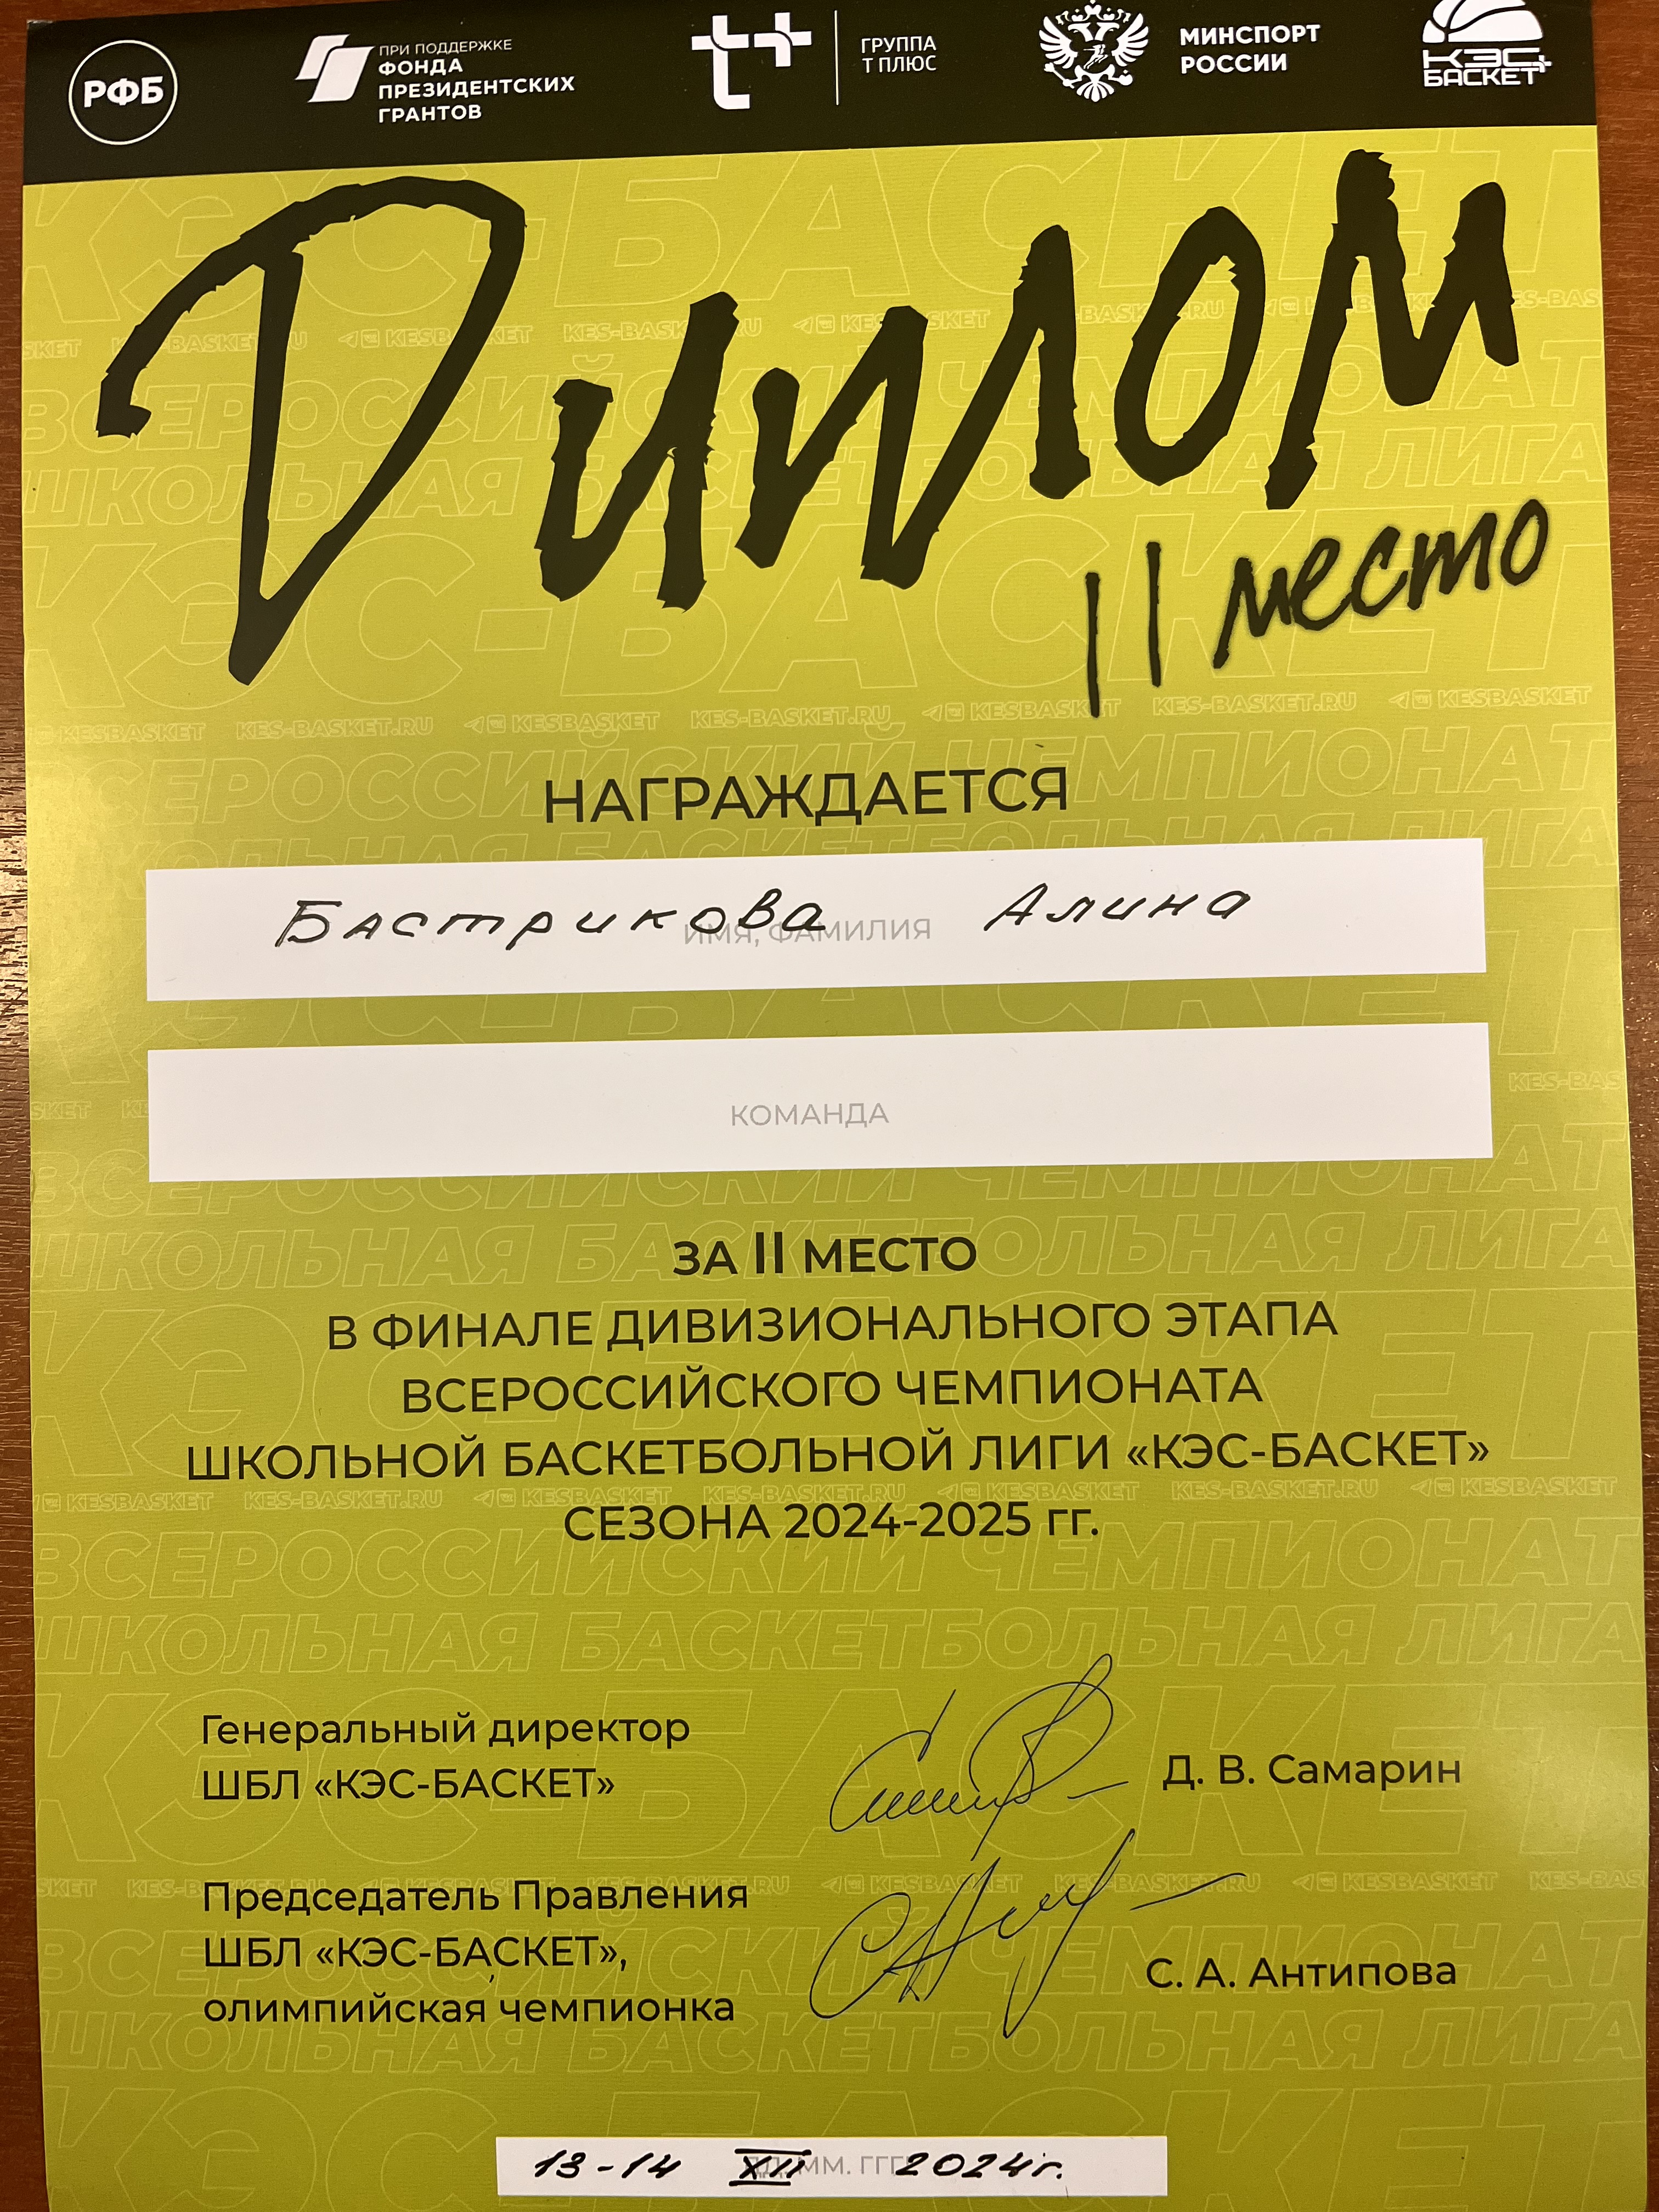 РФБ
ПРИ ПОДДЕРЖКЕ
ФОНДА
ПРЕЗИДЕНТСКИХ
ГРАНТОВ
t+
ГРУППА
Т ПЛЮС
МИНСПОРТ
РОССИИ
КЭС
БАСКЕТ
Диплом
II место
НАГРАЖДАЕТСЯ
Бастрикова Алина
ИМЯ, ФАМИЛИЯ
КОМАНДА
ЗА II МЕСТО
В ФИНАЛЕ ДИВИЗИОНАЛЬНОГО ЭТАПА
ВСЕРОССИЙСКОГО ЧЕМПИОНАТА
ШКОЛЬНОЙ БАСКЕТБОЛЬНОЙ ЛИГИ «КЭС-БАСКЕТ»
СЕЗОНА 2024-2025 гг.
Генеральный директор
ШБЛ «КЭС-БАСКЕТ»
Д. В. Самарин
Председатель Правления
ШБЛ «КЭС-БАСКЕТ»,
олимпийская чемпионка
С. А. Антипова
13-14 XII 2024г.